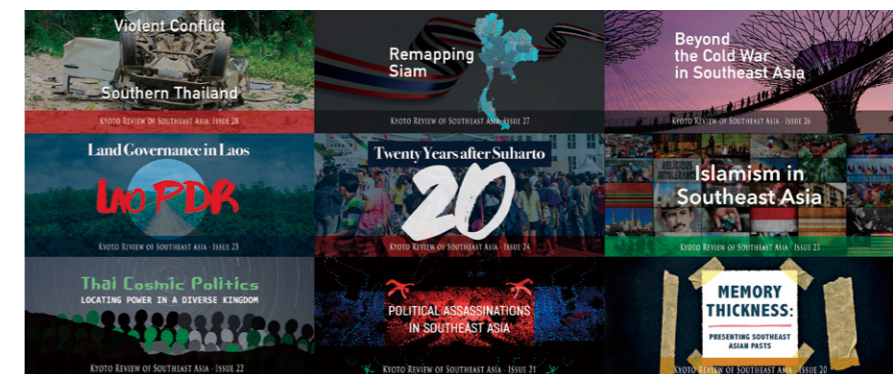 Violent Conflict
Southern Thailand
KYOTO REVIEW OF SOUTHEAST ASIA · ISSUE 28
Remapping
Siam
KYOTO REVIEW OF SOUTHEAST ASIA · ISSUE 27
Beyond
the Cold War
in Southeast Asia
KYOTO REVIEW OF SOUTHEAST ASIA · ISSUE 26
Land Governance in Laos
LAO PDR
KYOTO REVIEW OF SOUTHEAST ASIA · ISSUE 25
Twenty Years after Suharto
20
KYOTO REVIEW OF SOUTHEAST ASIA · ISSUE 24
Islamism in
Southeast Asia
KYOTO REVIEW OF SOUTHEAST ASIA · ISSUE 23
Thai Cosmic Politics
LOCATING POWER IN A DIVERSE KINGDOM
KYOTO REVIEW OF SOUTHEAST ASIA · ISSUE 22
POLITICAL ASSASSINATIONS
IN SOUTHEAST ASIA
KYOTO REVIEW OF SOUTHEAST ASIA · ISSUE 21
MEMORY
THICKNESS:
PRESENTING SOUTHEAST
ASIAN PASTS
KYOTO REVIEW OF SOUTHEAST ASIA · ISSUE 20